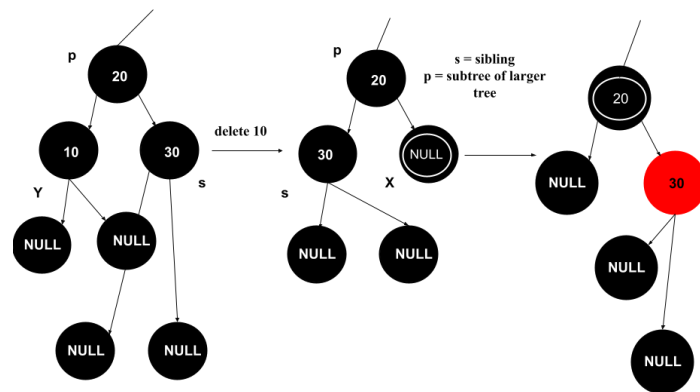 p
20
10
30
Y
s
NULL
NULL
NULL
NULL
delete 10
p
20
30
NULL
s
X
NULL
NULL
s = sibling
p = subtree of larger
tree
20
NULL
30
NULL
NULL